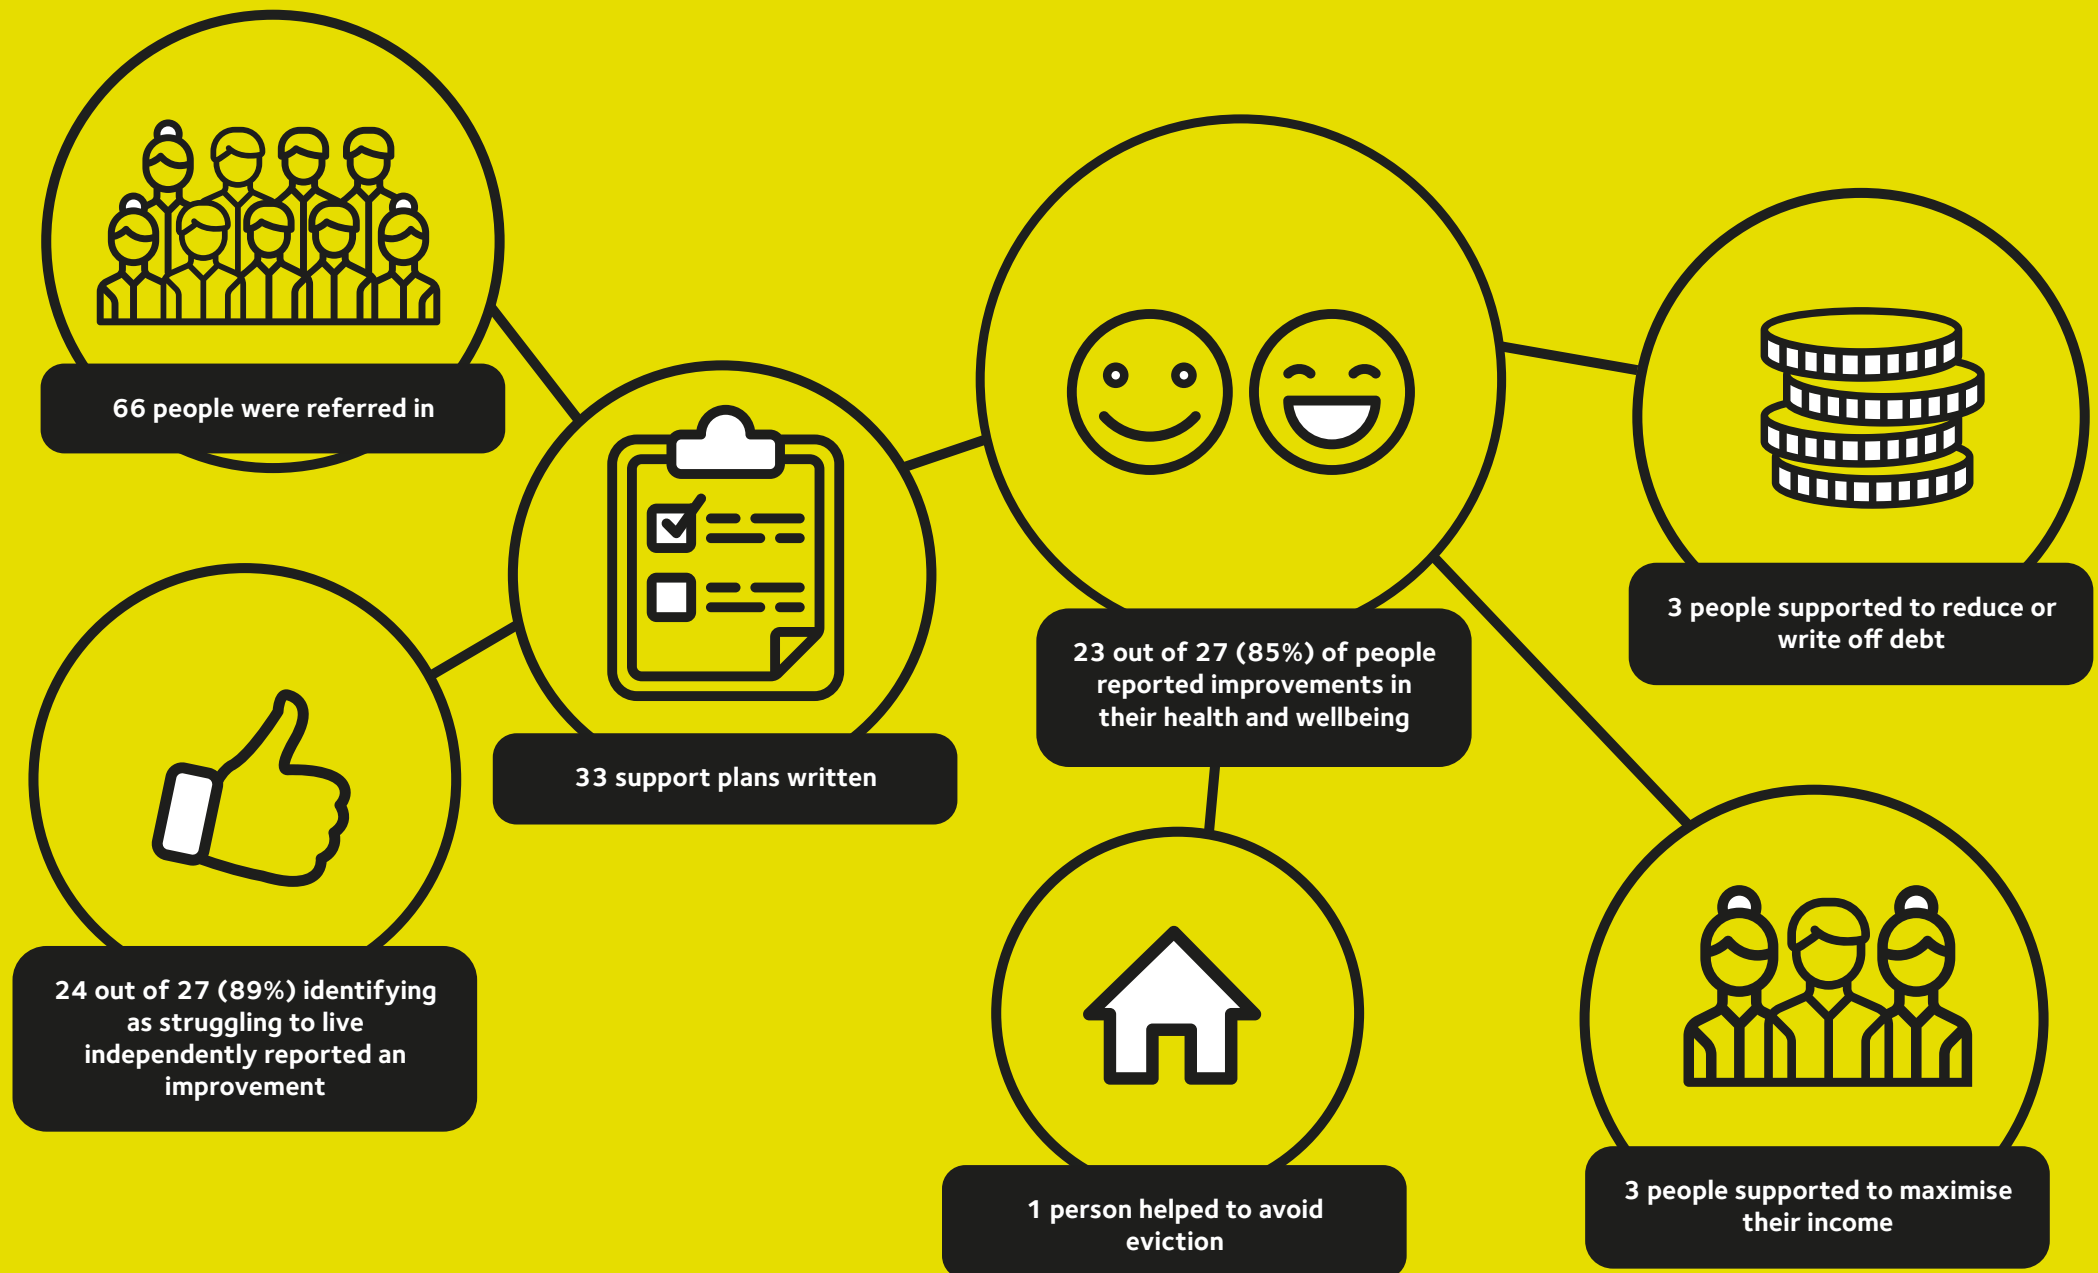 66 people were referred in
33 support plans written
24 out of 27 (89%) identifying
as struggling to live
independently reported an
improvement
23 out of 27 (85%) of people
reported improvements in
their health and wellbeing
3 people supported to reduce or
write off debt
1 person helped to avoid
eviction
3 people supported to maximise
their income